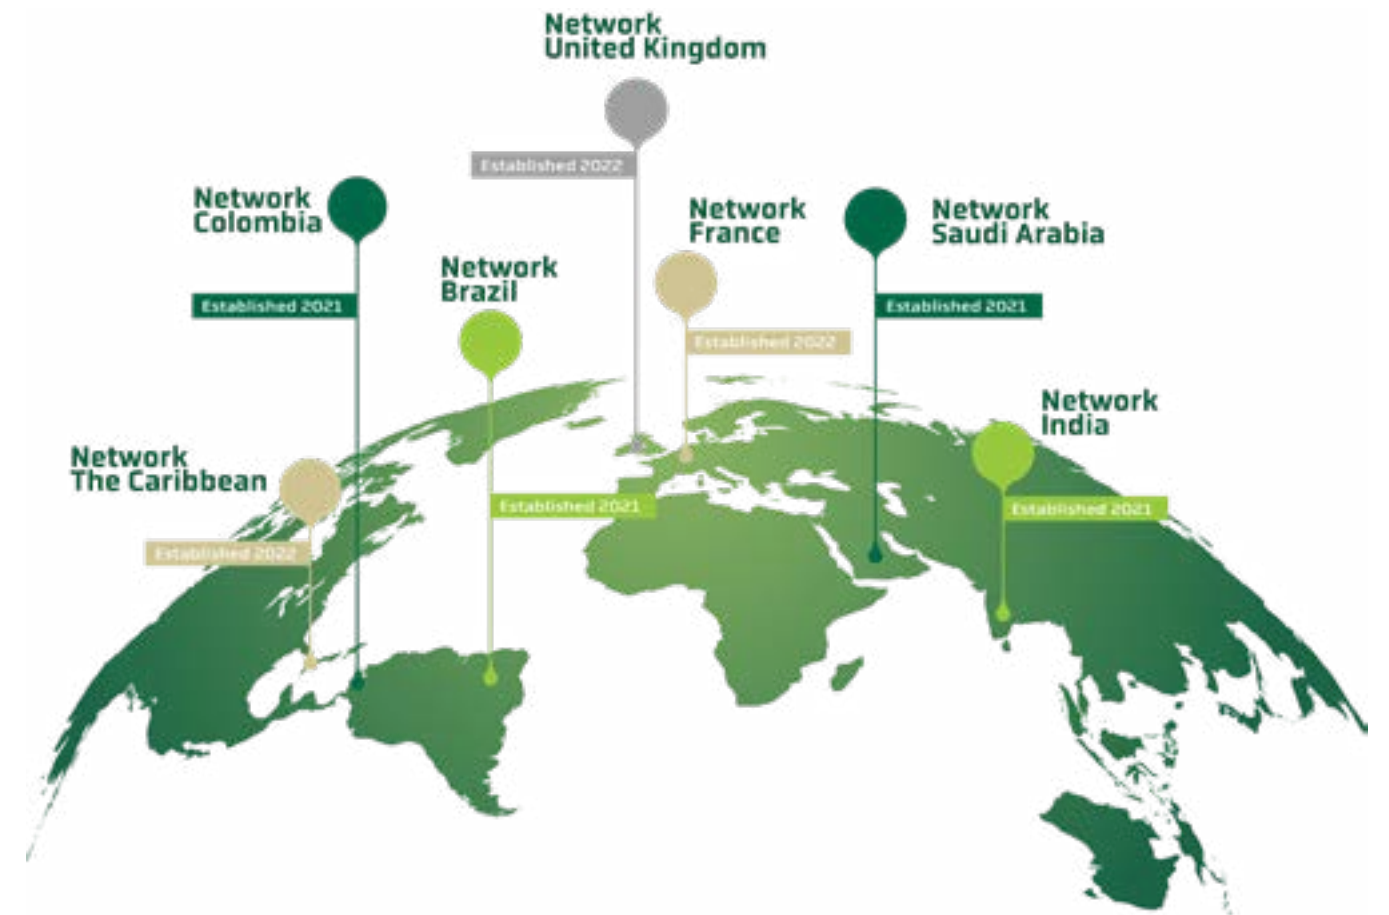 Network
United Kingdom
Established 2022
Network
Colombia
Established 2021
Network
Brazil
Established 2021
Network
France
Established 2022
Network
Saudi Arabia
Established 2021
Network
The Caribbean
Established 2022
Network
India
Established 2021